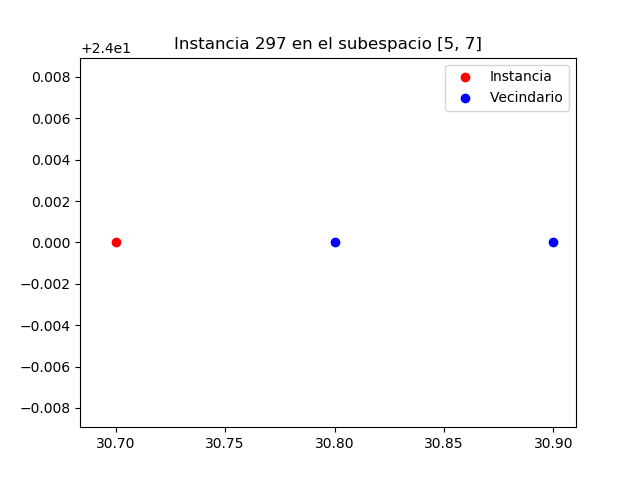 Instancia 297 en el subespacio [5, 7]
+2.4e1
Instancia
Vecindario
0.008
0.006
0.004
0.002
0.000
−0.002
−0.004
−0.006
−0.008
30.70 30.75 30.80 30.85 30.90